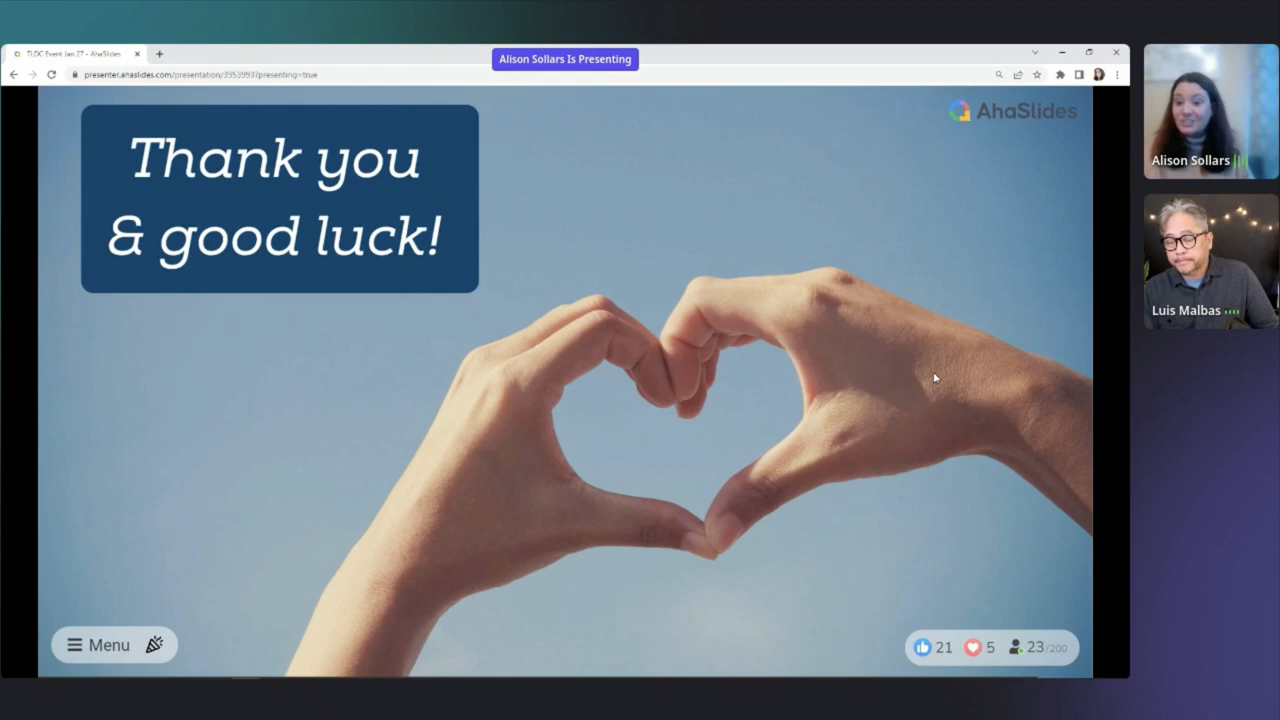 TLDC Event Jan 27 - AhaSlides
Alison Sollars Is Presenting
presenter.ahaslides.com/presentation/3953993?presenting=true
Thank you
& good luck!
AhaSlides
Alison Sollars
Luis Malbas
Menu
21 5 23/200